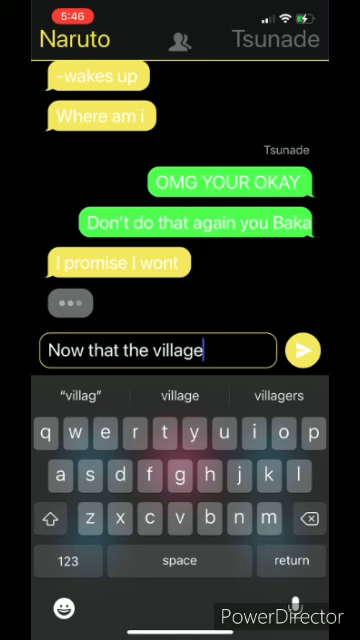 5:46
Naruto
Tsunade
-wakes up
Where am i
Tsunade
OMG YOUR OKAY
Don't do that again you Baka
I promise I wont
Now that the village
"villag" village villagers
q w e r t y u i o p
a s d f g h j k l
z x c v b n m
123 space return
PowerDirector